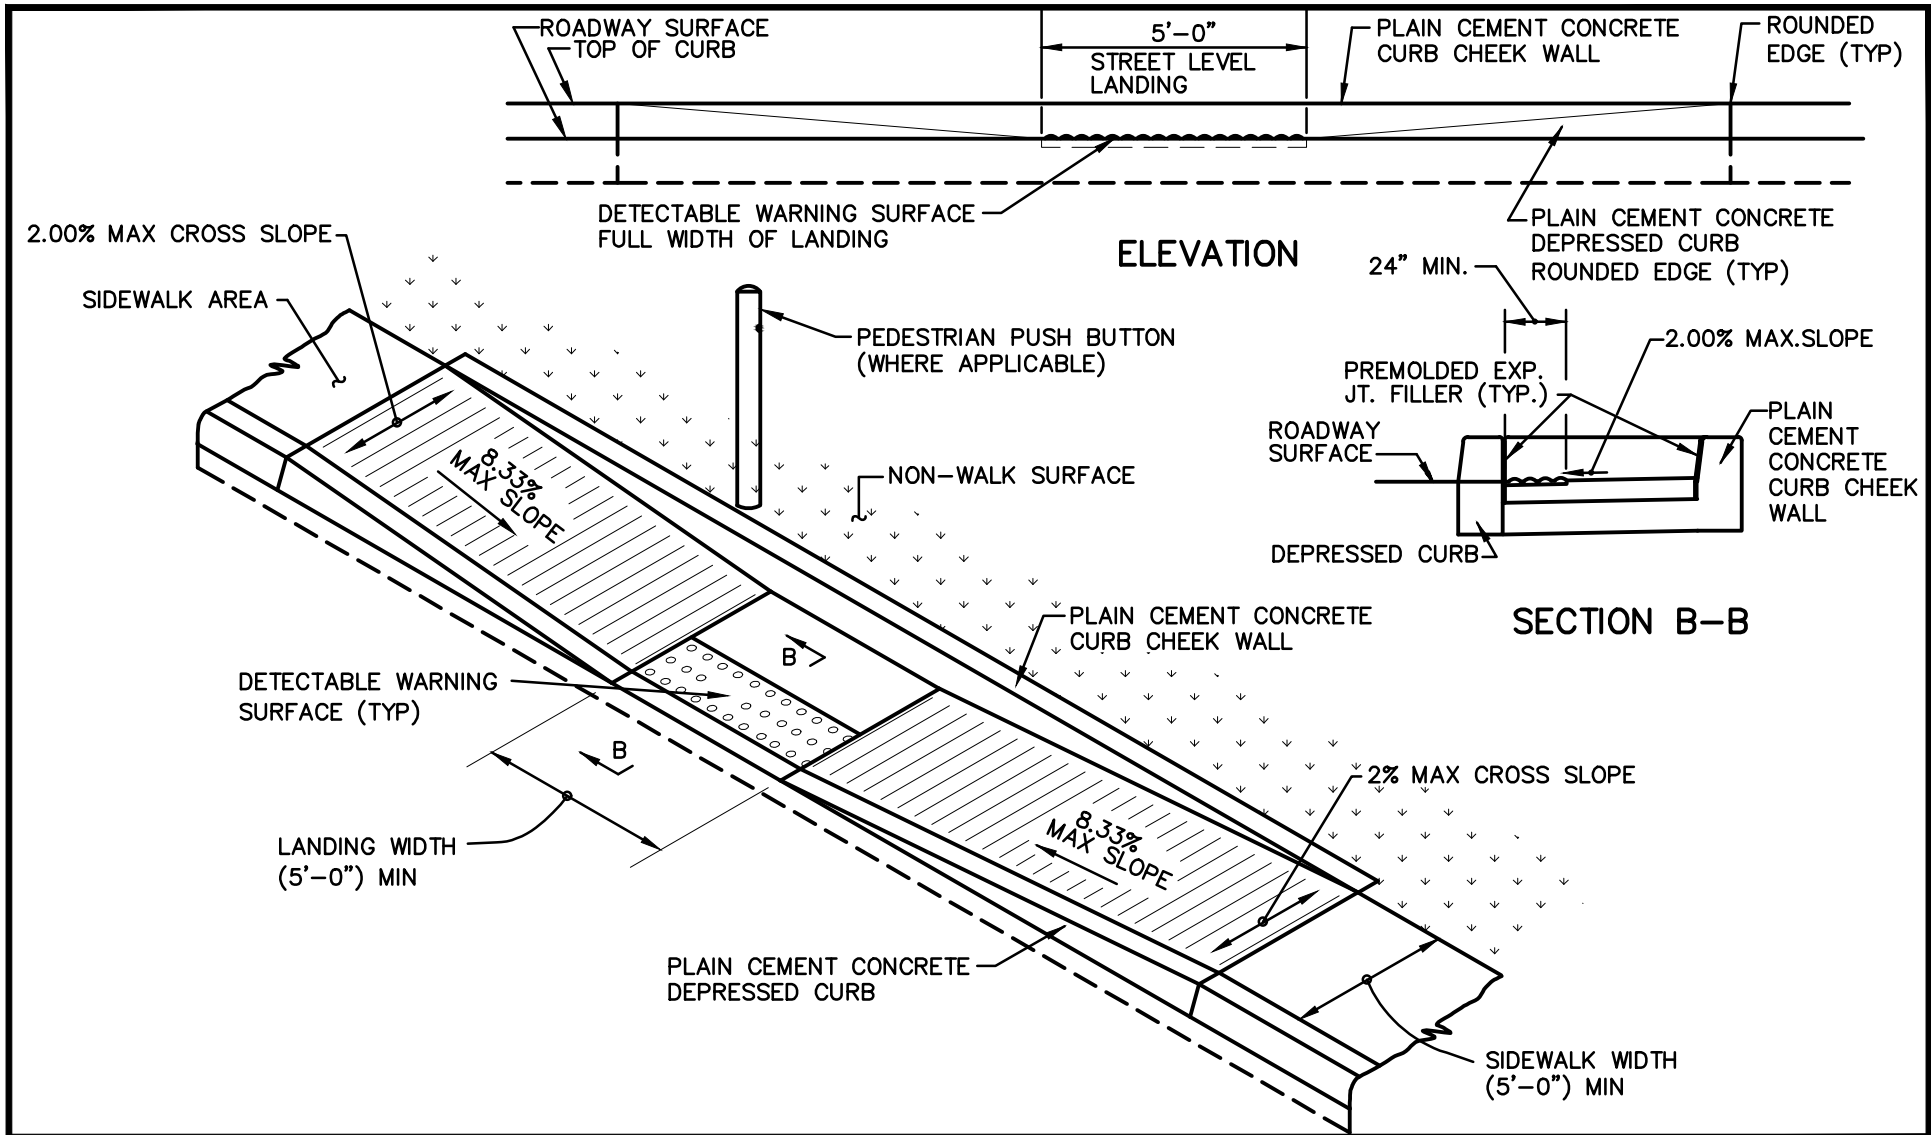 ROADWAY SURFACE
TOP OF CURB
5'-0"
STREET LEVEL
LANDING
PLAIN CEMENT CONCRETE
CURB CHEEK WALL
ROUNDED
EDGE (TYP)
DETECTABLE WARNING SURFACE
FULL WIDTH OF LANDING
ELEVATION
PLAIN CEMENT CONCRETE
DEPRESSED CURB
ROUNDED EDGE (TYP)
2.00% MAX CROSS SLOPE
SIDEWALK AREA
PEDESTRIAN PUSH BUTTON
(WHERE APPLICABLE)
24" MIN.
2.00% MAX.SLOPE
PREMOLDED EXP.
JT. FILLER (TYP.)
ROADWAY
SURFACE
PLAIN
CEMENT
CONCRETE
CURB CHEEK
WALL
DEPRESSED CURB
SECTION B-B
8.33%
MAX SLOPE
NON-WALK SURFACE
PLAIN CEMENT CONCRETE
CURB CHEEK WALL
B
DETECTABLE WARNING
SURFACE (TYP)
B
LANDING WIDTH
(5'-0") MIN
2% MAX CROSS SLOPE
8.33%
MAX SLOPE
PLAIN CEMENT CONCRETE
DEPRESSED CURB
SIDEWALK WIDTH
(5'-0") MIN